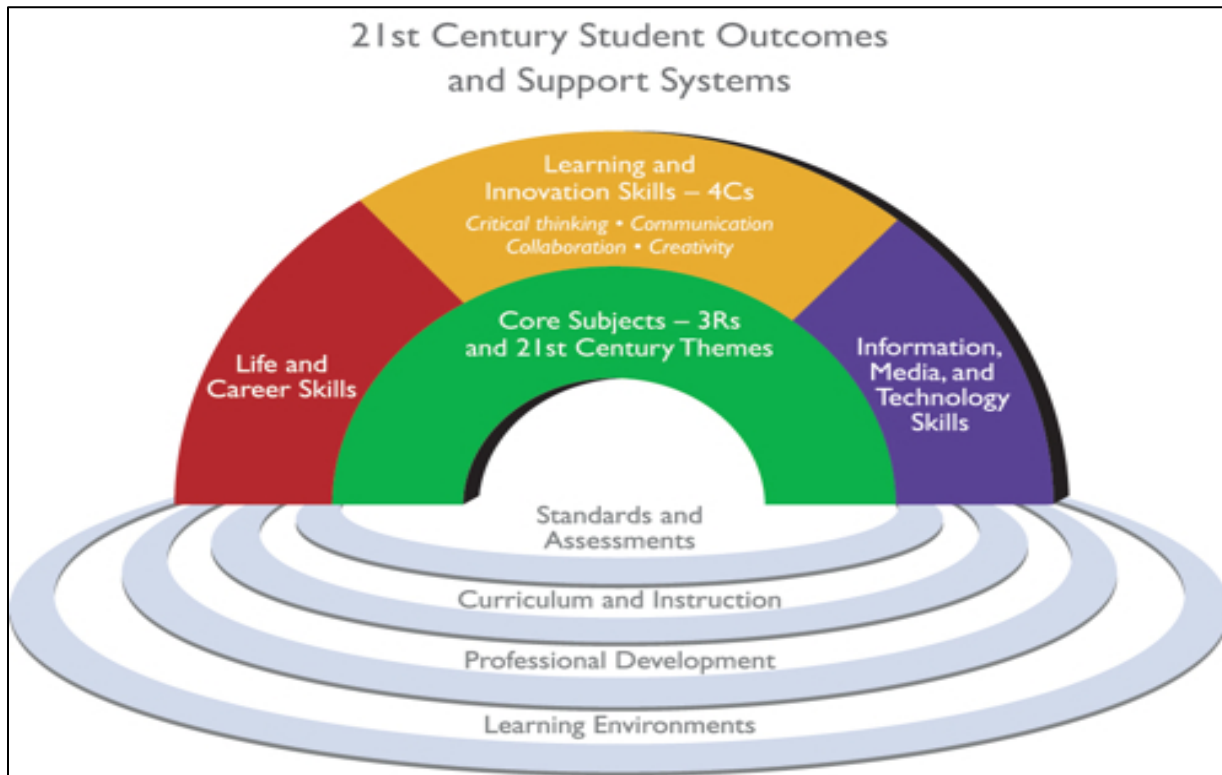 21st Century Student Outcomes
and Support Systems
Learning and
Innovation Skills – 4Cs
Critical thinking • Communication
Collaboration • Creativity
Core Subjects – 3Rs
and 21st Century Themes
Life and
Career Skills
Information,
Media, and
Technology
Skills
Standards and
Assessments
Curriculum and Instruction
Professional Development
Learning Environments